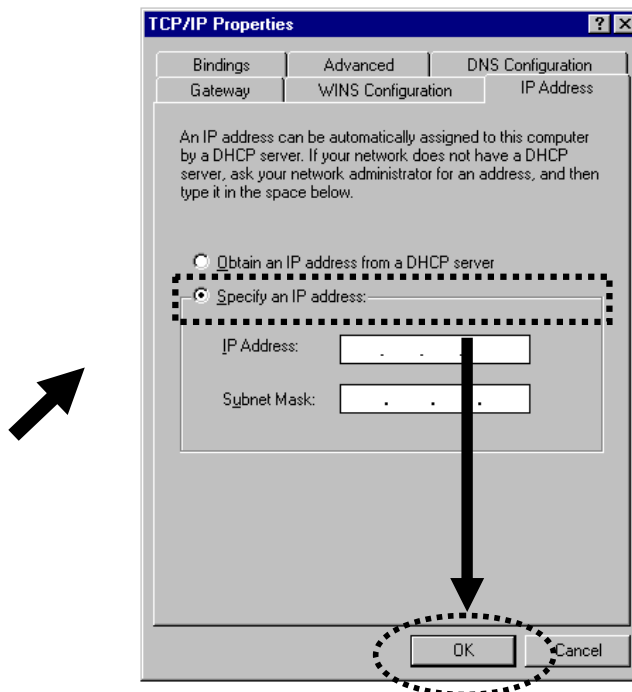 TCP/IP Properties ? ×
Bindings Advanced DNS Configuration
Gateway WINS Configuration IP Address
An IP address can be automatically assigned to this computer
by a DHCP server. If your network does not have a DHCP
server, ask your network administrator for an address, and then
type it in the space below.
Obtain an IP address from a DHCP server
Specify an IP address:
IP Address: . . .
Subnet Mask: . . .
OK Cancel